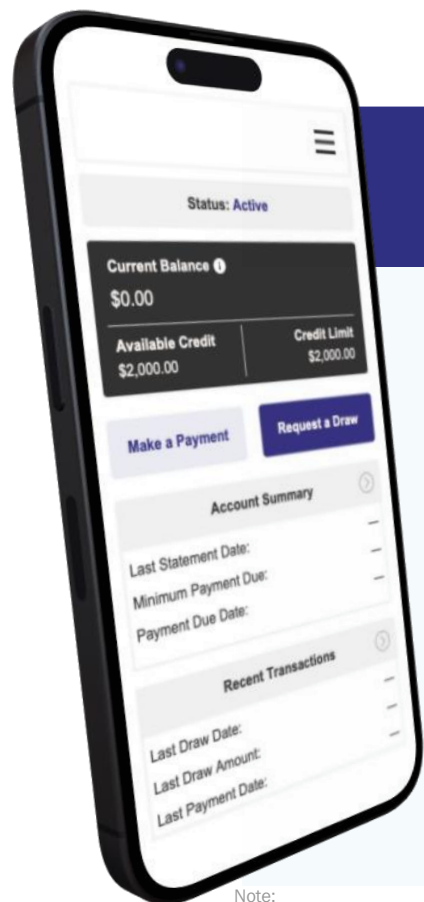 Status: Active
Current Balance i
$0.00
Available Credit
$2,000.00
Credit Limit
$2,000.00
Make a Payment
Request a Draw
Account Summary
Last Statement Date: —
Minimum Payment Due: —
Payment Due Date: —
Recent Transactions
Last Draw Date: —
Last Draw Amount: —
Last Payment Date: —
Note: